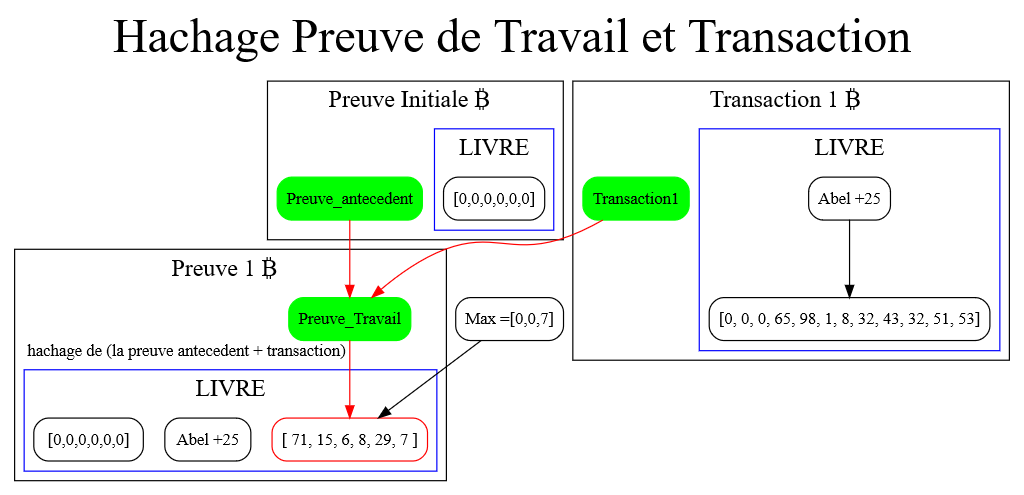 Hachage Preuve de Travail et Transaction
Preuve Initiale ₿
LIVRE
Preuve_antecedent
[0,0,0,0,0,0]
Transaction 1 ₿
LIVRE
Transaction1
Abel +25
[0, 0, 0, 65, 98, 1, 8, 32, 43, 32, 51, 53]
Preuve 1 ₿
Preuve_Travail
Max =[0,0,7]
hachage de (la preuve antecedent + transaction)
LIVRE
[0,0,0,0,0,0]
Abel +25
[ 71, 15, 6, 8, 29, 7 ]